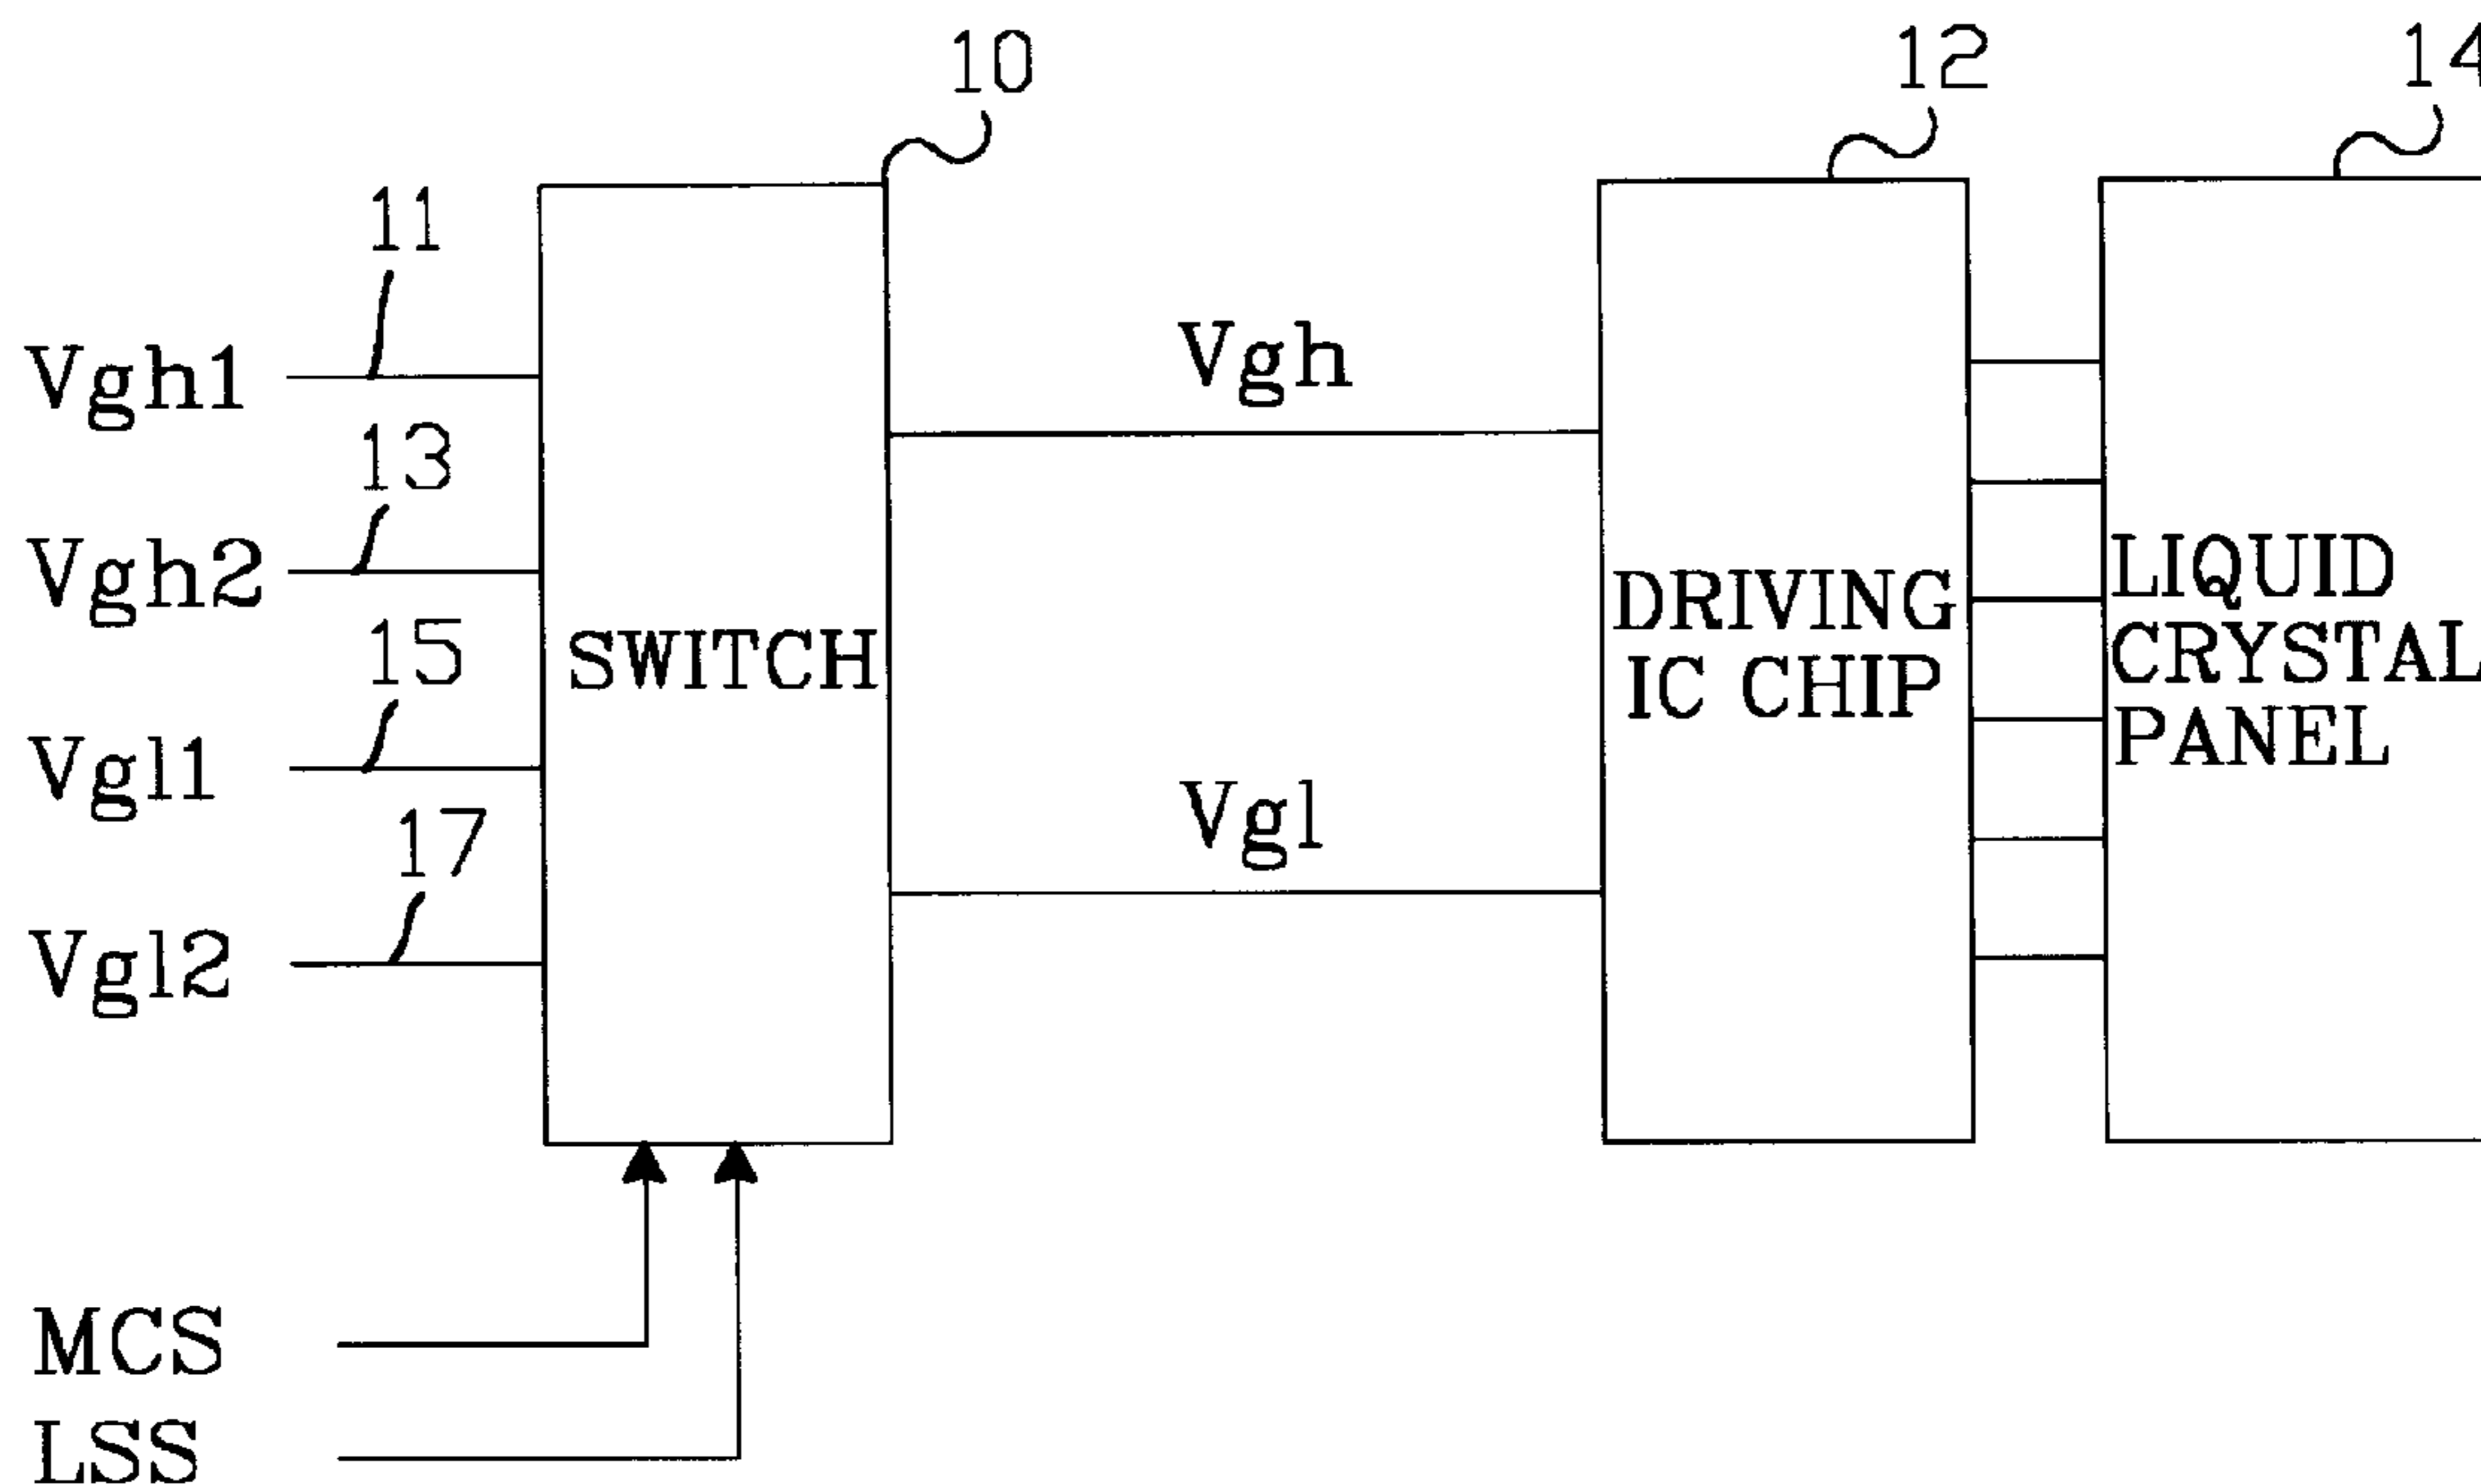 10
12
14
11
Vgh1
13
Vgh
Vgh2
15
SWITCH
DRIVING
IC CHIP
LIQUID
CRYSTAL
PANEL
Vgl1
17
Vgl
Vgl2
MCS
LSS